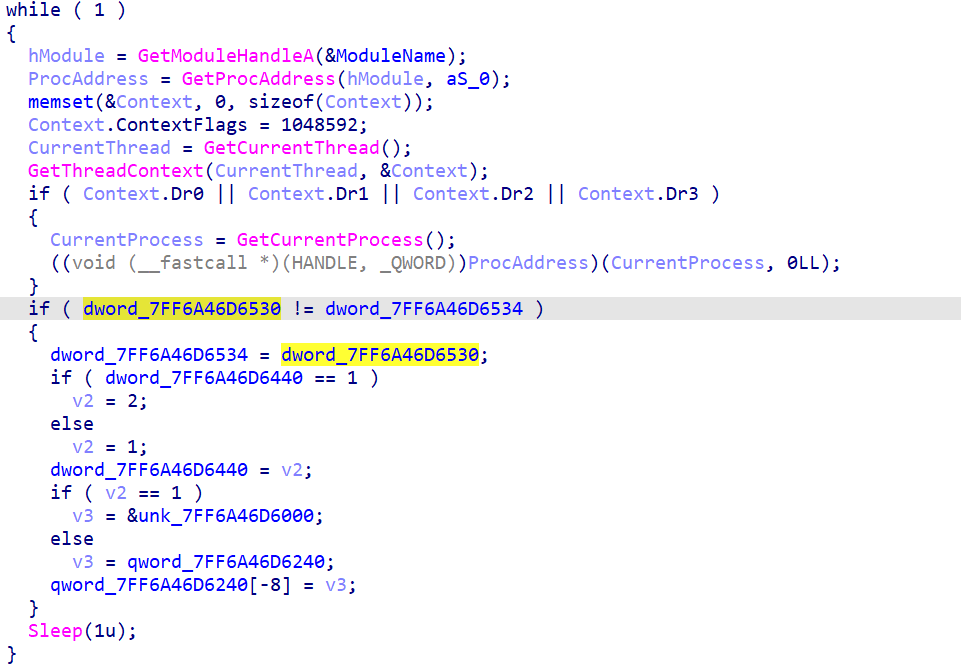 while ( 1 )
{
hModule = GetModuleHandleA(&ModuleName);
ProcAddress = GetProcAddress(hModule, aS_0);
memset(&Context, 0, sizeof(Context));
Context.ContextFlags = 1048592;
CurrentThread = GetCurrentThread();
GetThreadContext(CurrentThread, &Context);
if ( Context.Dr0 || Context.Dr1 || Context.Dr2 || Context.Dr3 )
{
CurrentProcess = GetCurrentProcess();
((void (__fastcall *)(HANDLE, _QWORD))ProcAddress)(CurrentProcess, 0LL);
}
if ( dword_7FF6A46D6530 != dword_7FF6A46D6534 )
{
dword_7FF6A46D6534 = dword_7FF6A46D6530;
if ( dword_7FF6A46D6440 == 1 )
v2 = 2;
else
v2 = 1;
dword_7FF6A46D6440 = v2;
if ( v2 == 1 )
v3 = &unk_7FF6A46D6000;
else
v3 = qword_7FF6A46D6240;
qword_7FF6A46D6240[-8] = v3;
}
Sleep(1u);
}